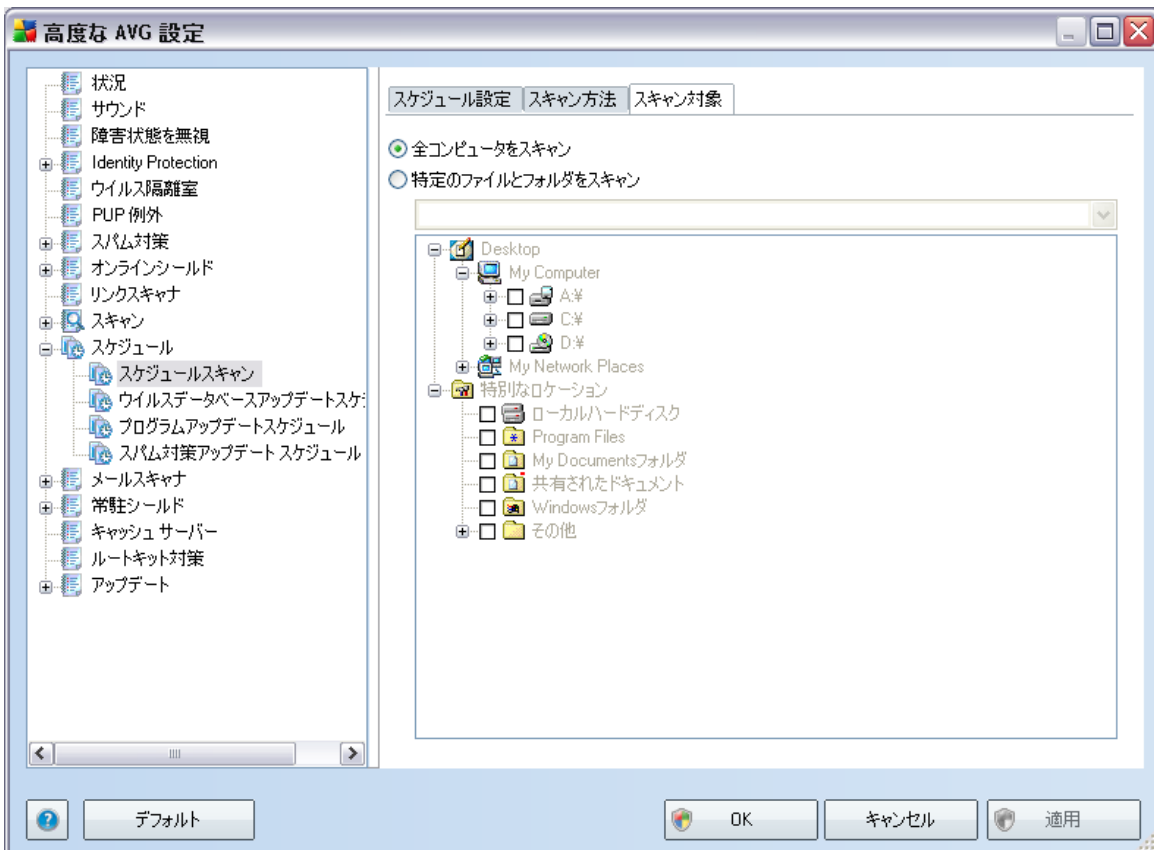 高度な AVG 設定
状況
サウンド
障害状態を無視
Identity Protection
ウイルス隔離室
PUP 例外
スパム対策
オンラインシールド
リンクスキャナ
スキャン
スケジュール
スケジュールスキャン
ウイルスデータベースアップデートスケ
プログラムアップデートスケジュール
スパム対策アップデート スケジュール
メールスキャナ
常駐シールド
キャッシュ サーバー
ルートキット対策
アップデート
スケジュール設定 スキャン方法 スキャン対象
全コンピュータをスキャン
特定のファイルとフォルダをスキャン
Desktop
My Computer
A:¥
C:¥
D:¥
My Network Places
特別なロケーション
ローカルハードディスク
Program Files
My Documentsフォルダ
共有されたドキュメント
Windowsフォルダ
その他
デフォルト
OK
キャンセル
適用